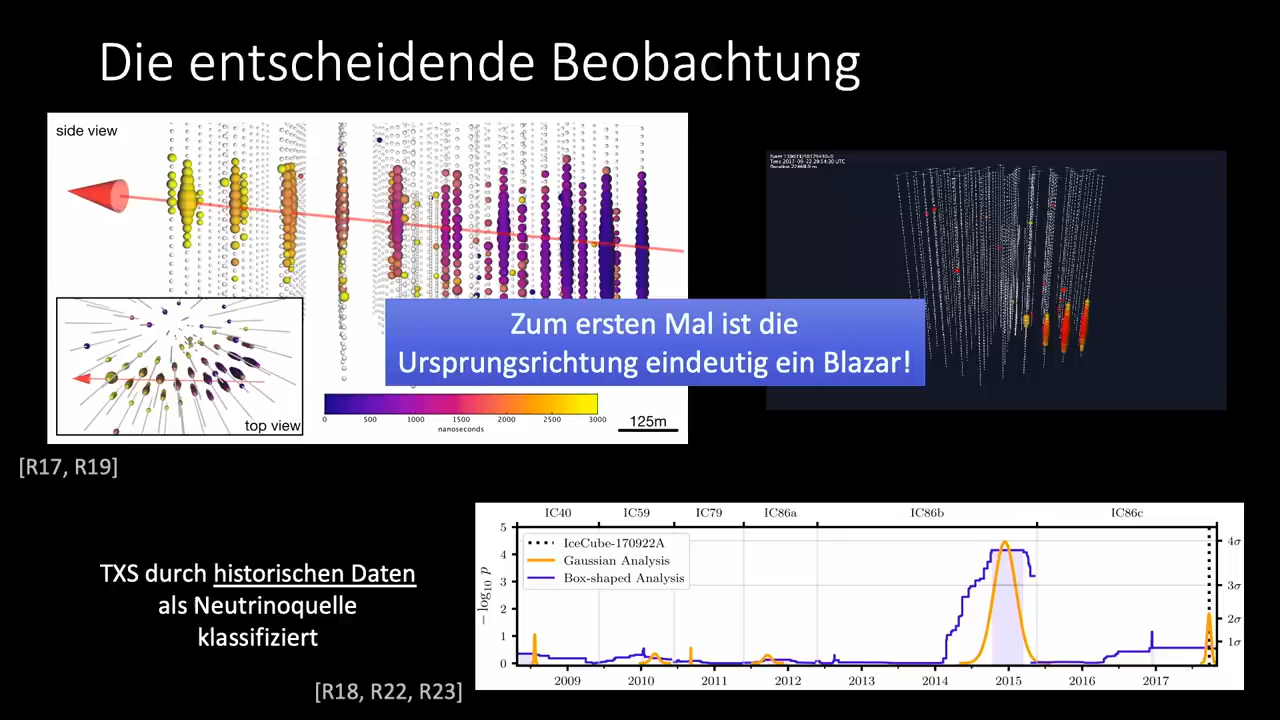 Die entscheidende Beobachtung
side view
top view
0 500 1000 1500 2000 2500 3000
nanoseconds
125m
Zum ersten Mal ist die
Ursprungsrichtung eindeutig ein Blazar!
[R17, R19]
TXS durch historischen Daten
als Neutrinoquelle
klassifiziert
[R18, R22, R23]
IC40 IC59 IC79 IC86a IC86b IC86c
IceCube-170922A
Gaussian Analysis
Box-shaped Analysis
− log10 p
5
4
3
2
1
0
4σ
3σ
2σ
1σ
2009 2010 2011 2012 2013 2014 2015 2016 2017